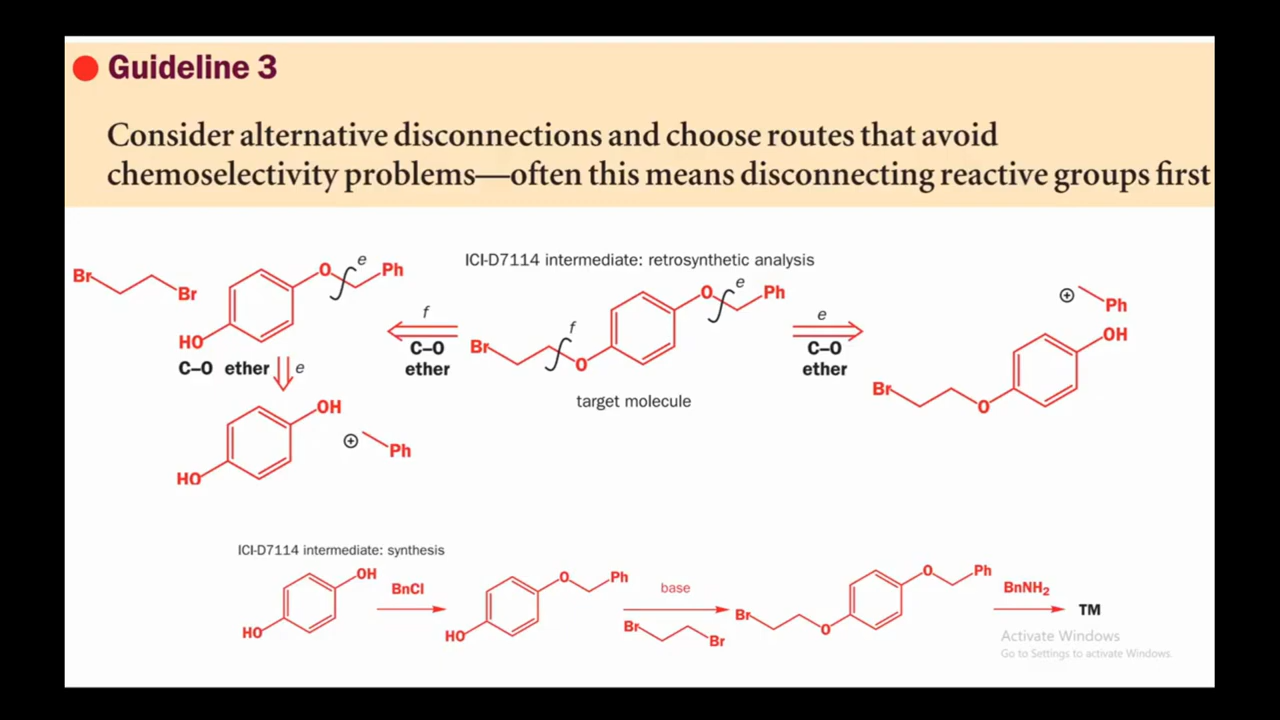 Guideline 3
Consider alternative disconnections and choose routes that avoid
chemoselectivity problems—often this means disconnecting reactive groups first
ICI-D7114 intermediate: retrosynthetic analysis
Br
Br
O
e
Ph
HO
C–O ether
e
OH
HO
⊕
Ph
f
C–O
ether
Br
f
O
O
e
Ph
target molecule
e
C–O
ether
⊕
Ph
OH
Br
O
ICI-D7114 intermediate: synthesis
OH
HO
BnCl
O
Ph
HO
base
Br
Br
Br
O
O
Ph
BnNH2
TM
Activate Windows
Go to Settings to activate Windows.